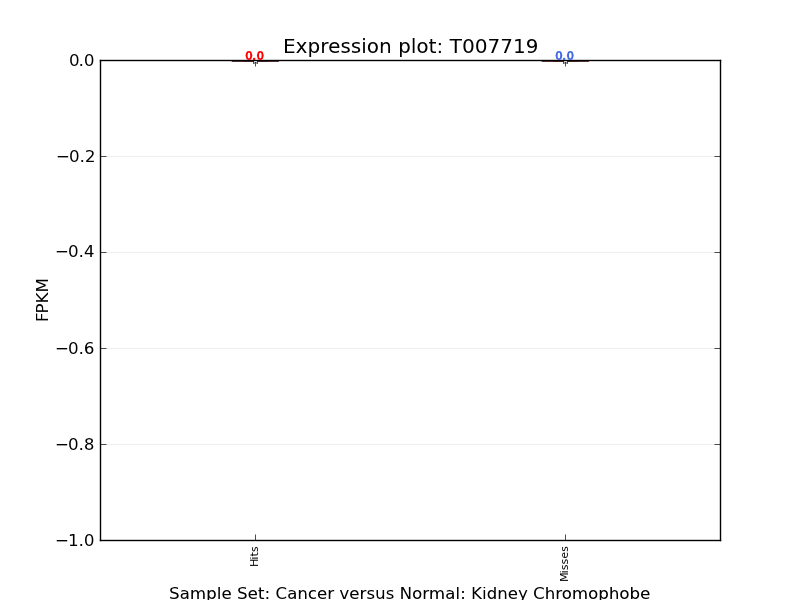 Expression plot: T007719
0.0
0.0
0.0
−0.2
−0.4
−0.6
−0.8
−1.0
FPKM
Hits
Misses
Sample Set: Cancer versus Normal: Kidney Chromophobe